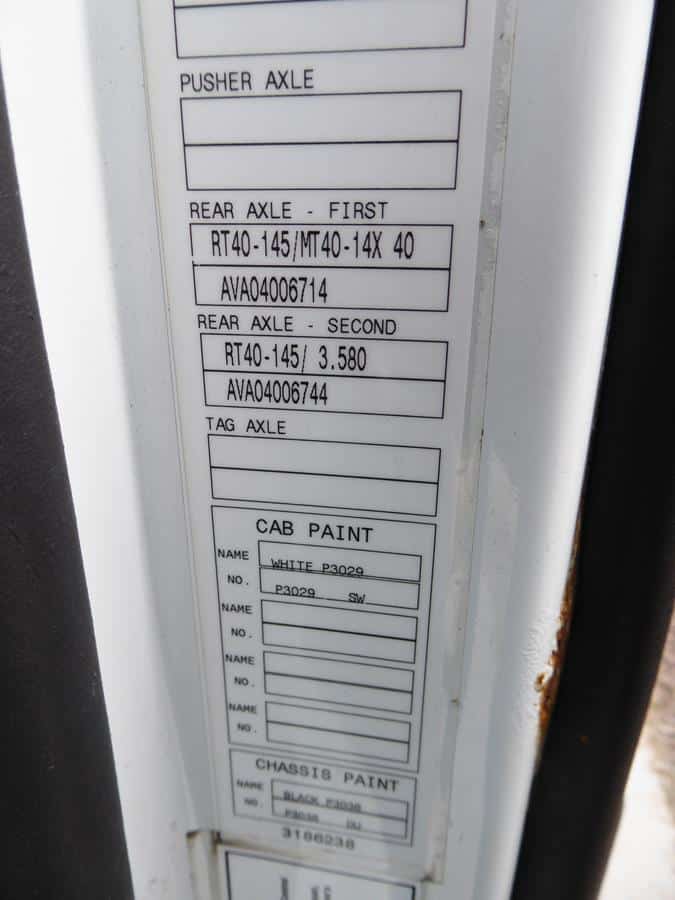 PUSHER AXLE
REAR AXLE - FIRST
RT40-145/MT40-14X 40
AVA04006714
REAR AXLE - SECOND
RT40-145/ 3.580
AVA04006744
TAG AXLE
CAB PAINT
NAME WHITE P3029
NO. P3029 SW
NAME
NO.
NAME
NO.
NAME
NO.
CHASSIS PAINT
NAME BLACK P3036
NO. P3036
3186238